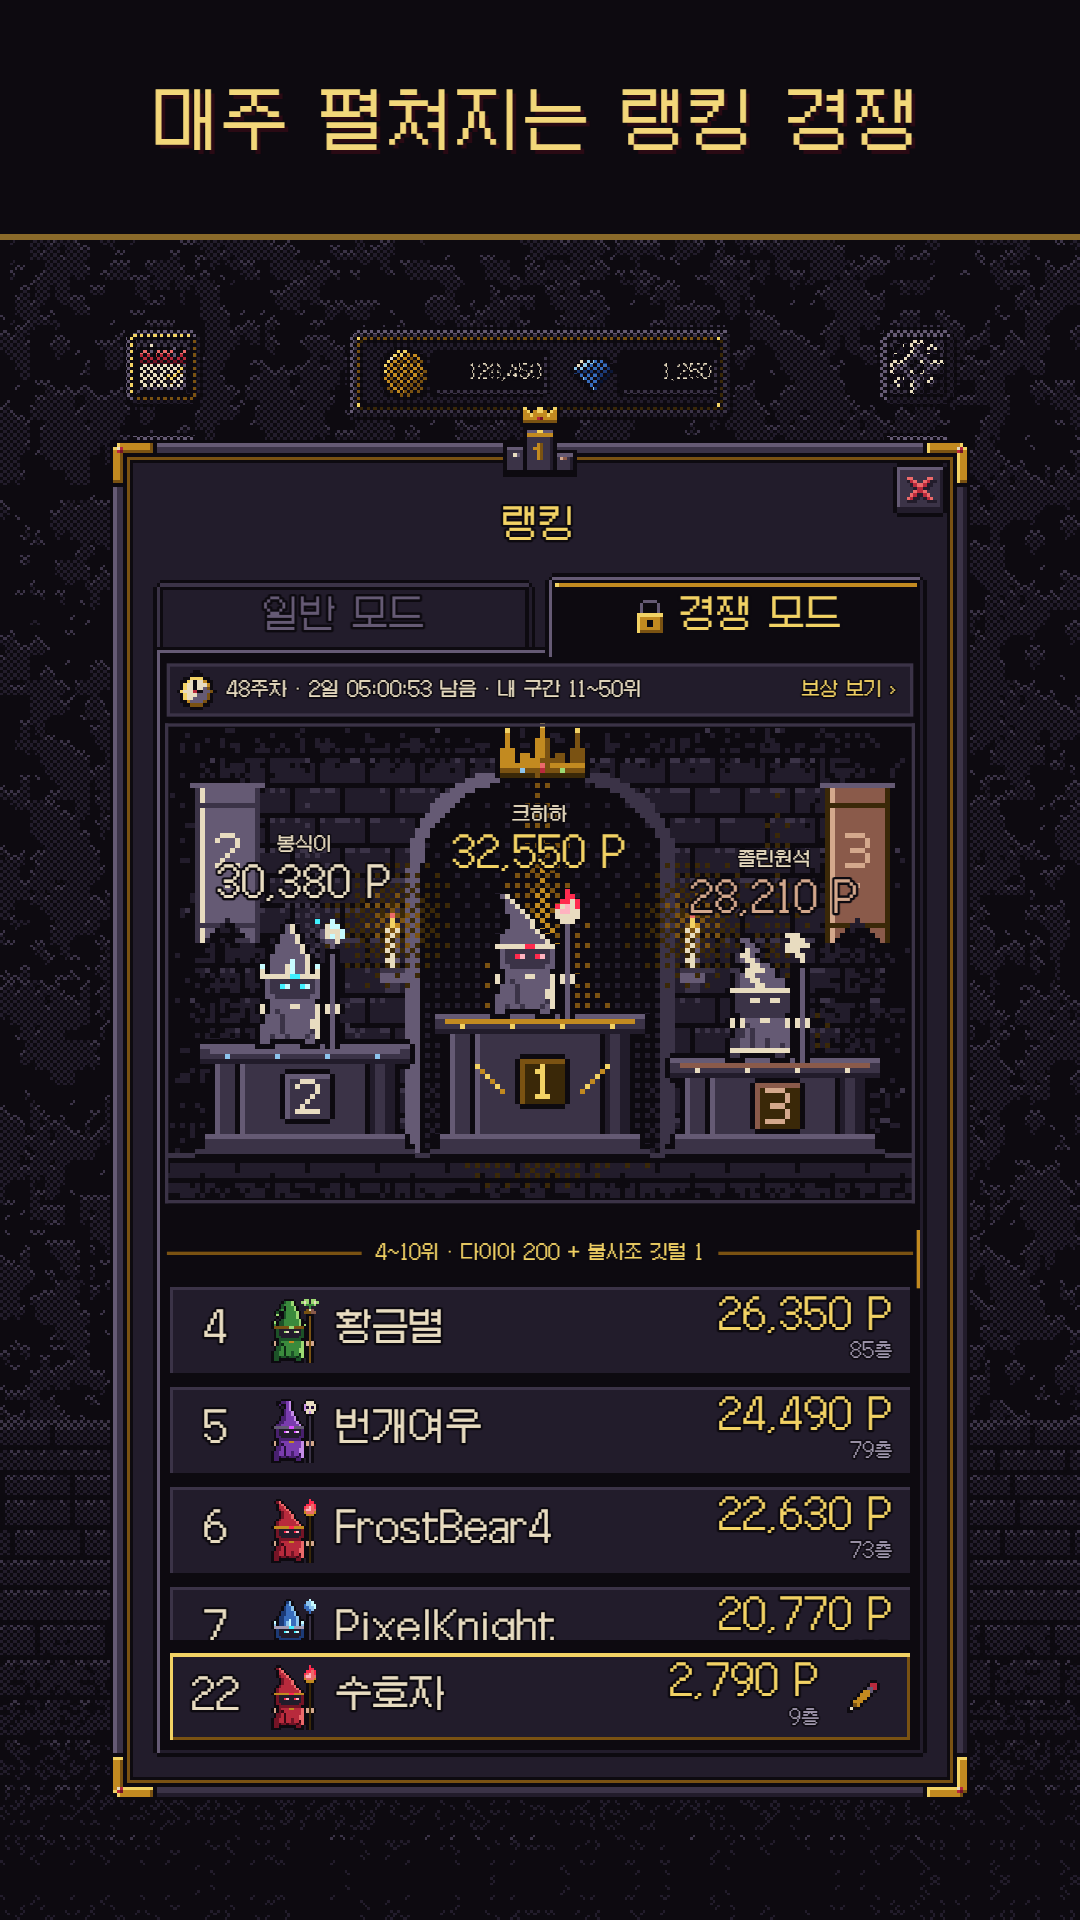 매주 펼쳐지는 랭킹 경쟁
128,450 1,250
1
랭킹
일반 모드 경쟁 모드
48주차 · 2일 05:00:53 남음 · 내 구간 11~50위 보상 보기 ›
크히하
32,550 P
2 봉식이
30,380 P
졸린원석 3
28,210 P
2 1 3
4~10위 · 다이아 200 + 불사조 깃털 1
4 황금별 26,350 P
85층
5 번개여우 24,490 P
79층
6 FrostBear4 22,630 P
73층
7 PixelKnight. 20,770 P
22 수호자 2,790 P
9층